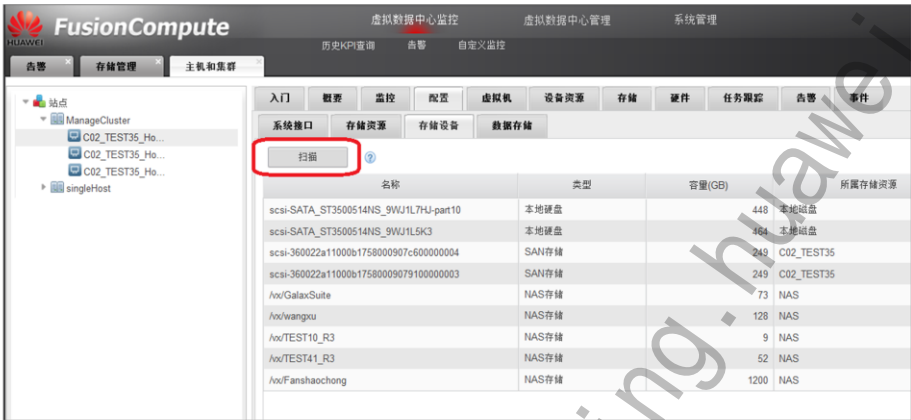 FusionCompute
HUAWEI
虚拟数据中心监控 虚拟数据中心管理 系统管理
历史KPI查询 告警 自定义监控
告警 存储管理 主机和集群
站点
ManageCluster
C02_TEST35_Ho...
C02_TEST35_Ho...
C02_TEST35_Ho...
singleHost
入门 概要 监控 配置 虚拟机 设备资源 存储 硬件 任务跟踪 告警 事件
系统接口 存储资源 存储设备 数据存储
扫描 ?
名称 类型 容量(GB) 所属存储资源
scsi-SATA_ST3500514NS_9WJ1L7HJ-part10 本地硬盘 448 本地磁盘
scsi-SATA_ST3500514NS_9WJ1L5K3 本地硬盘 464 本地磁盘
scsi-360022a11000b1758000907c600000004 SAN存储 249 C02_TEST35
scsi-360022a11000b1758000907910000003 SAN存储 249 C02_TEST35
/vx/GalaxSuite NAS存储 73 NAS
/vx/wangxu NAS存储 128 NAS
/vx/TEST10_R3 NAS存储 9 NAS
/vx/TEST41_R3 NAS存储 52 NAS
/vx/Fanshaochong NAS存储 1200 NAS
ing.huawei